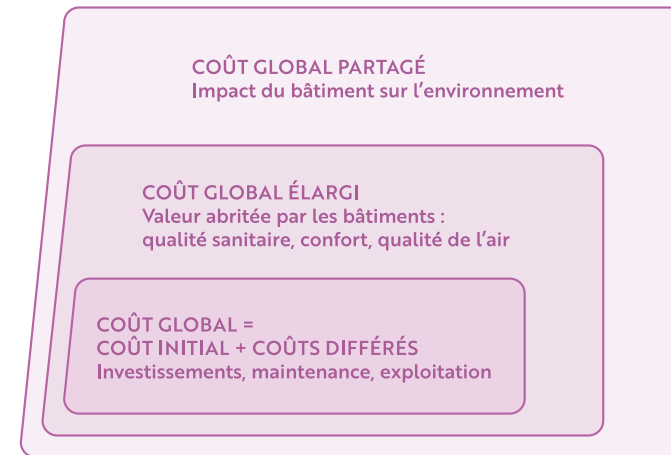 COÛT GLOBAL PARTAGÉ
Impact du bâtiment sur l’environnement
COÛT GLOBAL ÉLARGI
Valeur abritée par les bâtiments :
qualité sanitaire, confort, qualité de l’air
COÛT GLOBAL =
COÛT INITIAL + COÛTS DIFFÉRÉS
Investissements, maintenance, exploitation